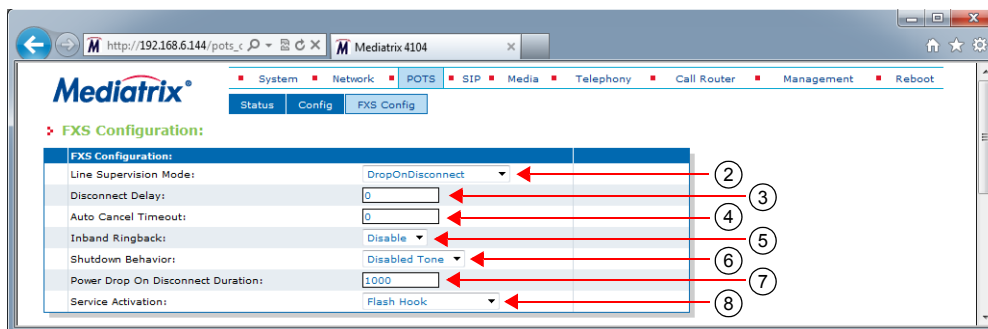 http://192.168.6.144/pots_c
Mediatrix 4104
Mediatrix®
System Network POTS SIP Media Telephony Call Router Management Reboot
Status Config FXS Config
FXS Configuration:
FXS Configuration:
Line Supervision Mode: DropOnDisconnect 2
Disconnect Delay: 0 3
Auto Cancel Timeout: 0 4
Inband Ringback: Disable 5
Shutdown Behavior: Disabled Tone 6
Power Drop On Disconnect Duration: 1000 7
Service Activation: Flash Hook 8